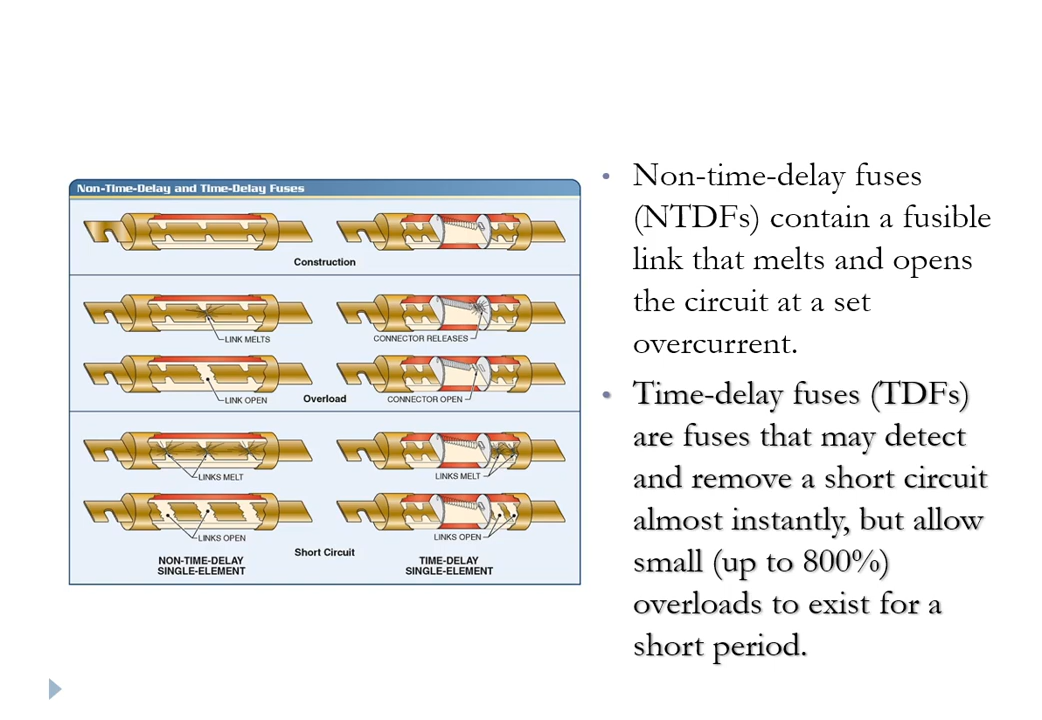 Non-Time-Delay and Time-Delay Fuses
Construction
LINK MELTS
CONNECTOR RELEASES
LINK OPEN
Overload
CONNECTOR OPEN
LINKS MELT
LINKS MELT
LINKS OPEN
LINKS OPEN
Short Circuit
NON-TIME-DELAY
SINGLE-ELEMENT
TIME-DELAY
SINGLE-ELEMENT
• Non-time-delay fuses
(NTDFs) contain a fusible
link that melts and opens
the circuit at a set
overcurrent.
• Time-delay fuses (TDFs)
are fuses that may detect
and remove a short circuit
almost instantly, but allow
small (up to 800%)
overloads to exist for a
short period.